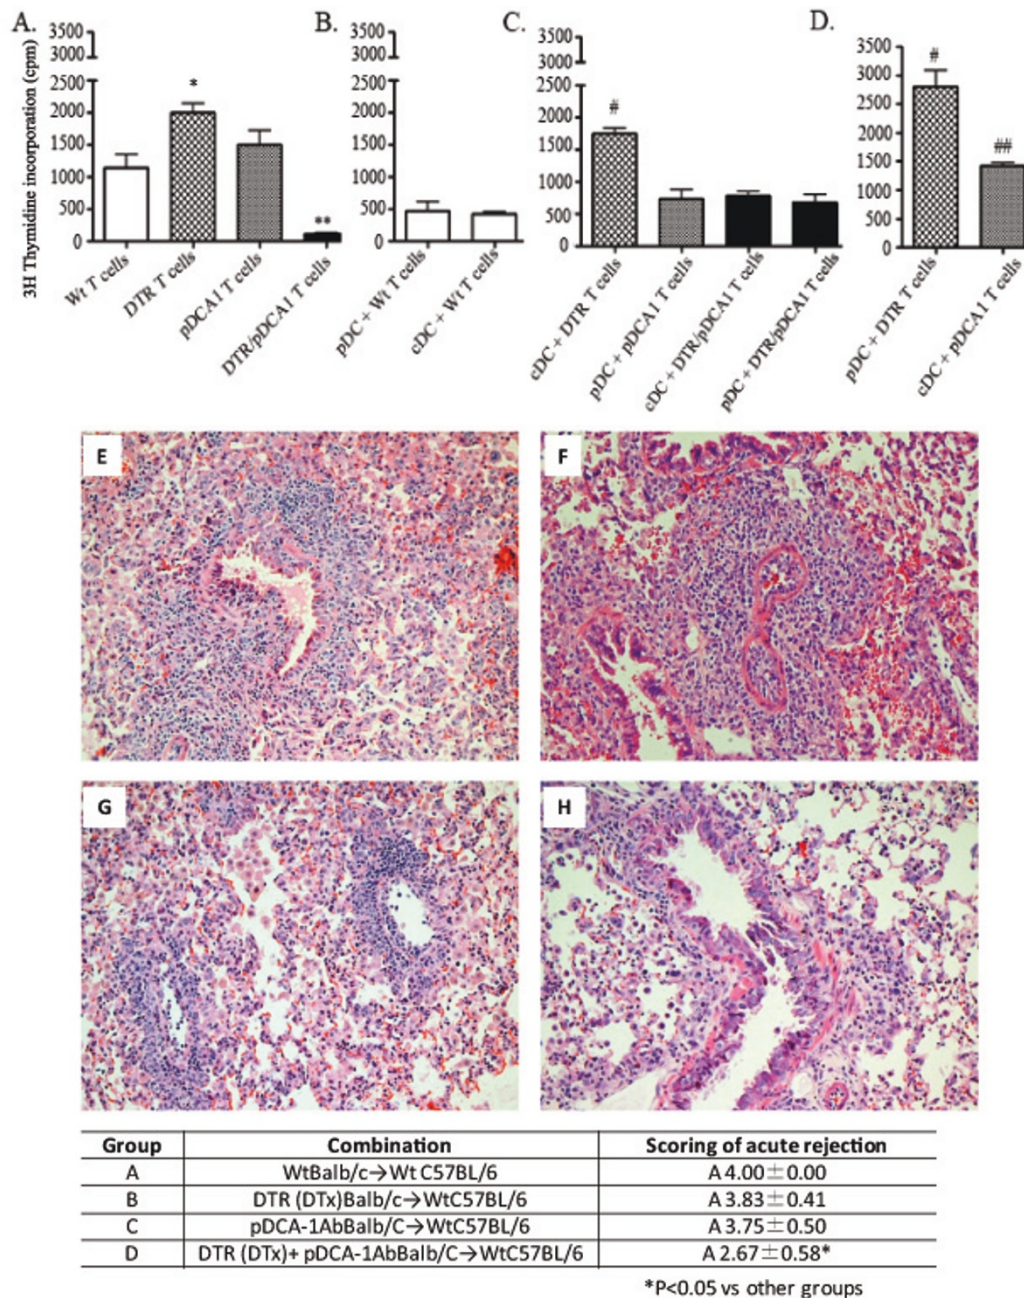 A.
B.
C.
D.
3H Thymidine incorporation (cpm)
3500
3000
2500
2000
1500
1000
500
0
*
**
Wt T cells
DTR T cells
pDCA1 T cells
DTR/pDCA1 T cells
3500
3000
2500
2000
1500
1000
500
0
pDC + Wt T cells
cDC + Wt T cells
3500
3000
2500
2000
1500
1000
500
0
#
cDC + DTR T cells
pDC + pDCA1 T cells
cDC + DTR/pDCA1 T cells
pDC + DTR/pDCA1 T cells
3500
3000
2500
2000
1500
1000
500
0
#
##
pDC + DTR T cells
cDC + pDCA1 T cells
E
F
G
H
Group Combination Scoring of acute rejection
A WtBalb/c→Wt C57BL/6 A 4.00±0.00
B DTR (DTx)Balb/c→WtC57BL/6 A 3.83±0.41
C pDCA-1AbBalb/C→WtC57BL/6 A 3.75±0.50
D DTR (DTx)+ pDCA-1AbBalb/C→WtC57BL/6 A 2.67±0.58*
*P<0.05 vs other groups